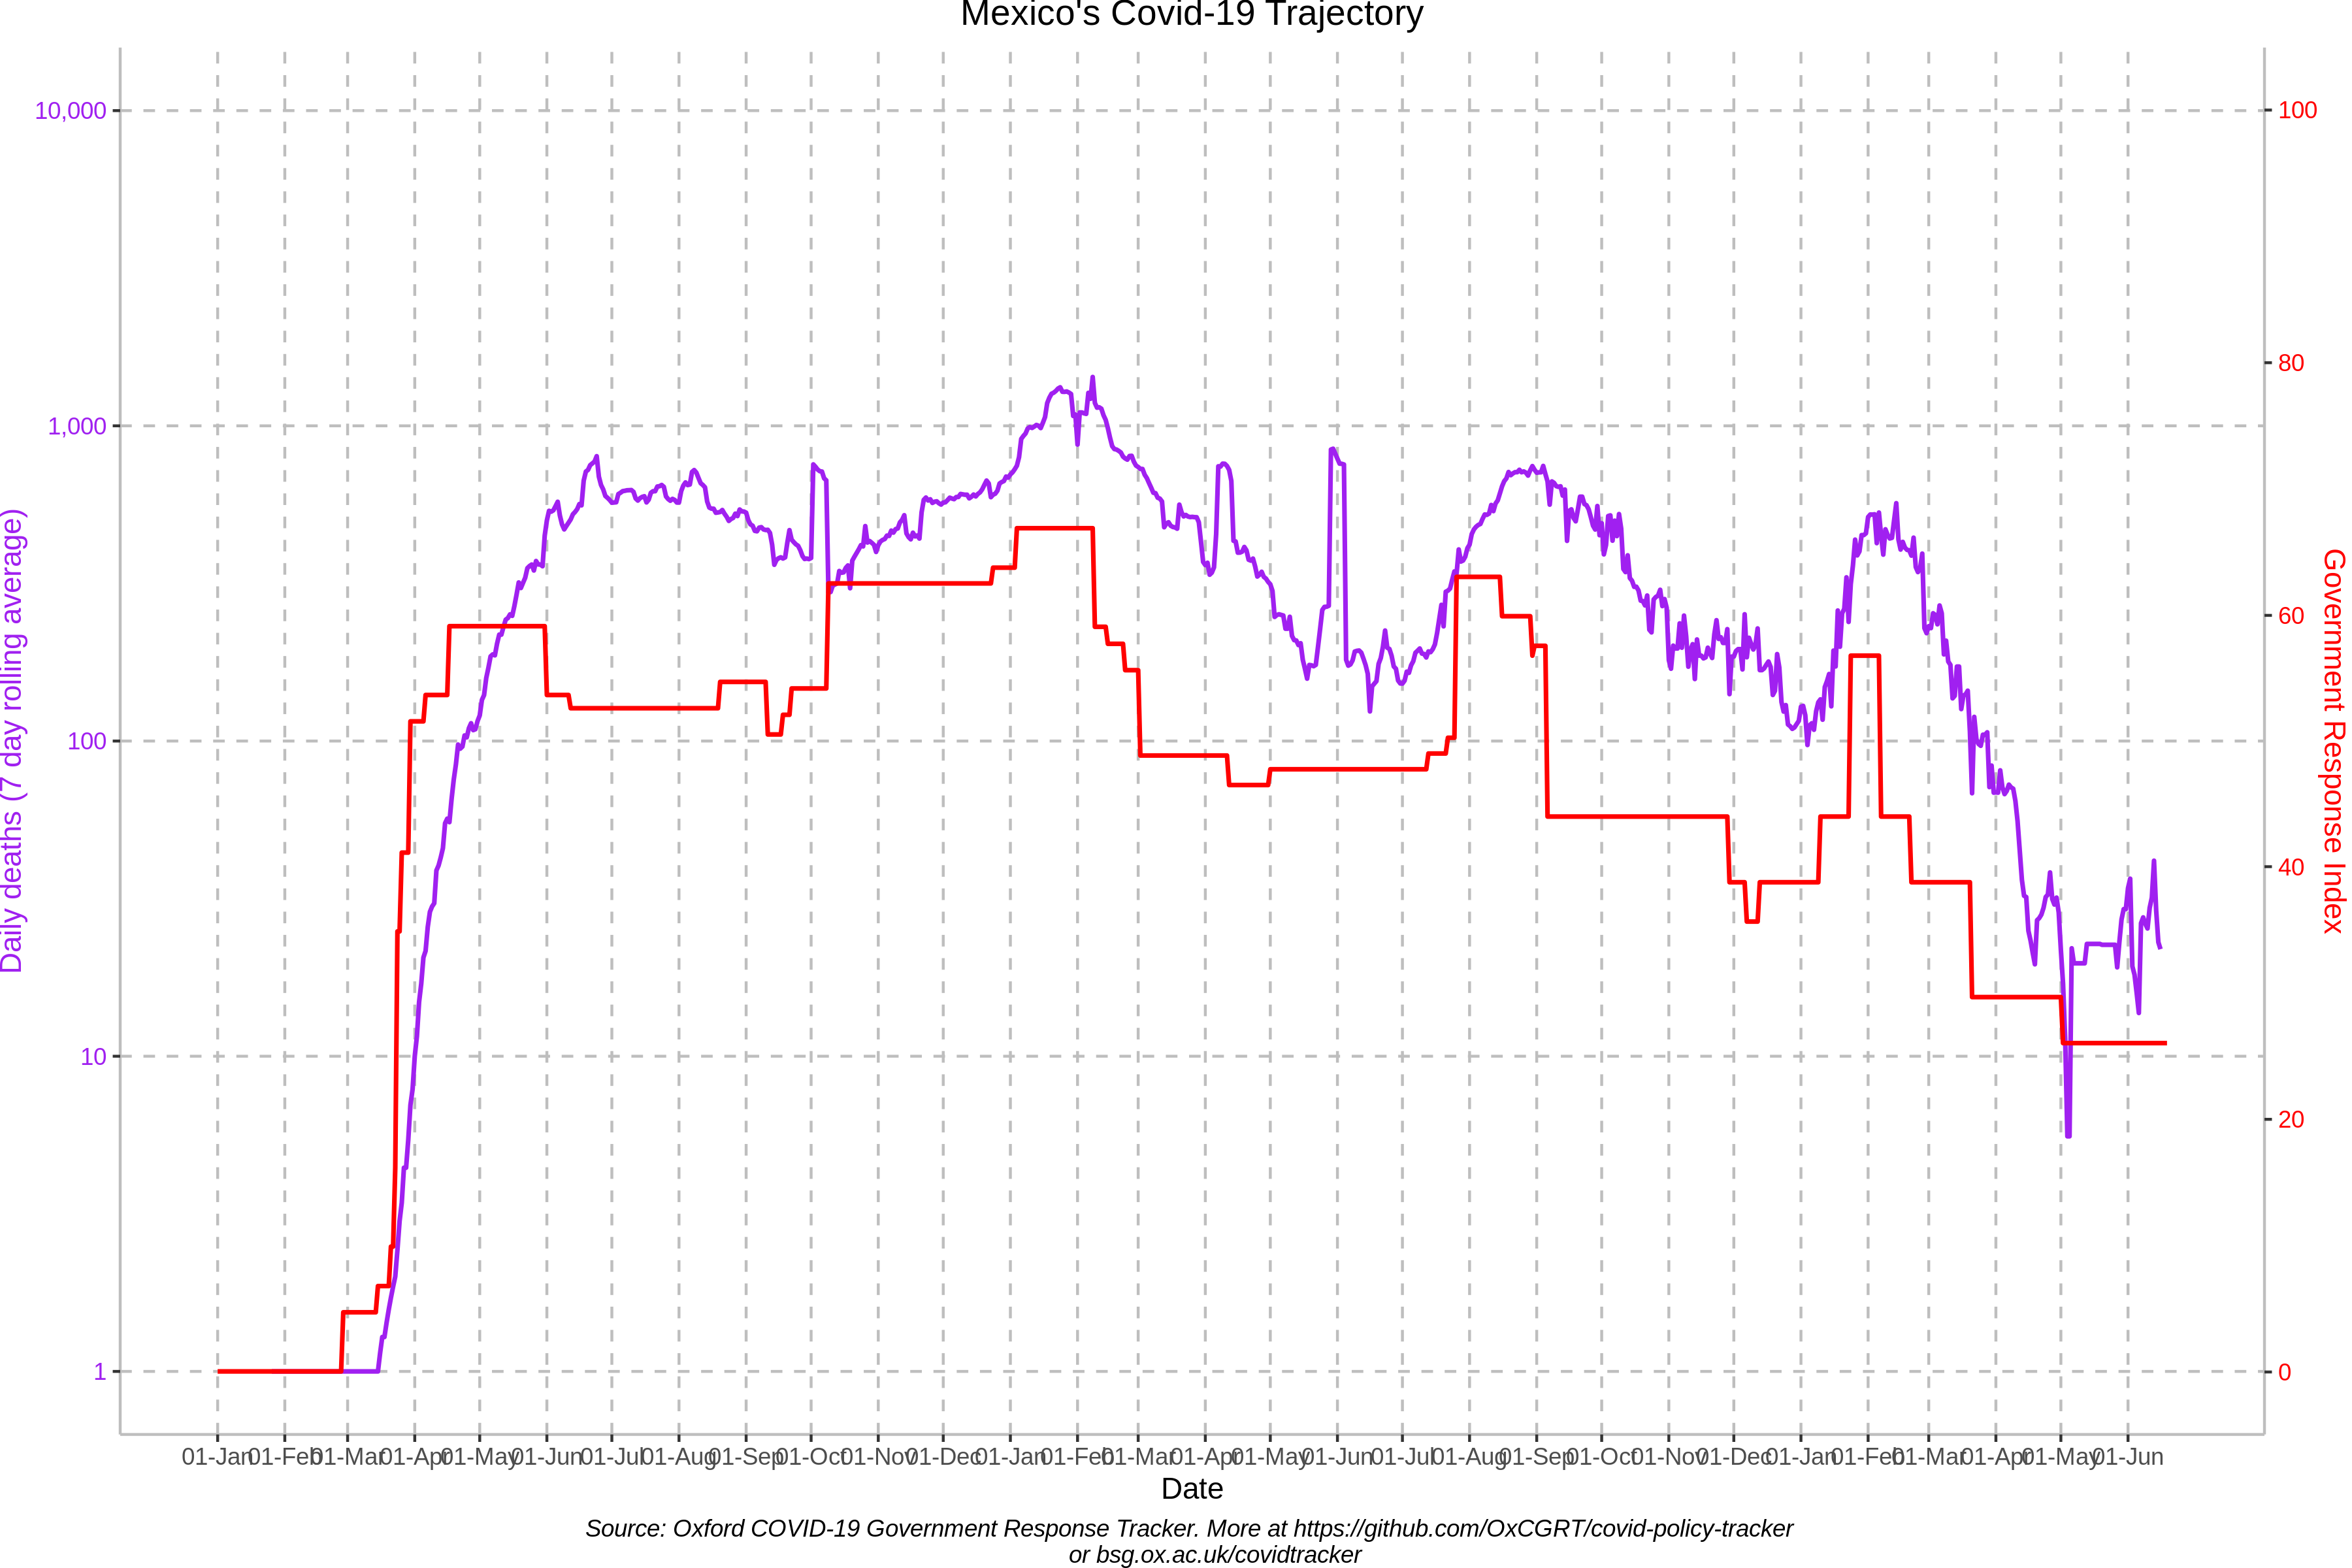 Mexico's Covid-19 Trajectory
10,000
1,000
100
10
1
Daily deaths (7 day rolling average)
100
80
60
40
20
0
Government Response Index
01-Jan 01-Feb 01-Mar 01-Apr 01-May 01-Jun 01-Jul 01-Aug 01-Sep 01-Oct 01-Nov 01-Dec 01-Jan 01-Feb 01-Mar 01-Apr 01-May 01-Jun 01-Jul 01-Aug 01-Sep 01-Oct 01-Nov 01-Dec 01-Jan 01-Feb 01-Mar 01-Apr 01-May 01-Jun
Date
Source: Oxford COVID-19 Government Response Tracker. More at https://github.com/OxCGRT/covid-policy-tracker
or bsg.ox.ac.uk/covidtracker